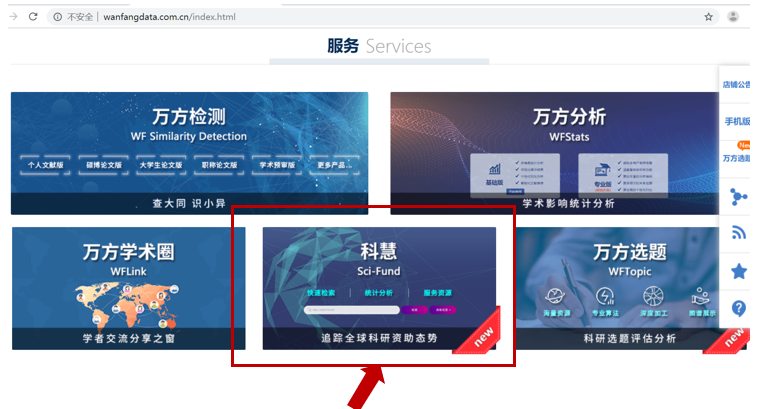 不安全 | wanfangdata.com.cn/index.html
服务 Services
店铺公告
手机版
New
万方选题
万方检测
WF Similarity Detection
个人文献版 硕博论文版 大学生论文版 职称论文版 学术预审版 更多产品...
查大同 识小异
万方分析
WFStats
基础版 专业版
学术影响统计分析
万方学术圈
WFLink
学者交流分享之窗
科慧
Sci-Fund
快速检索 | 统计分析 | 服务资源
追踪全球科研资助态势
new
万方选题
WFTopic
海量资源 专业算法 深度加工 图谱展示
科研选题评估分析
new